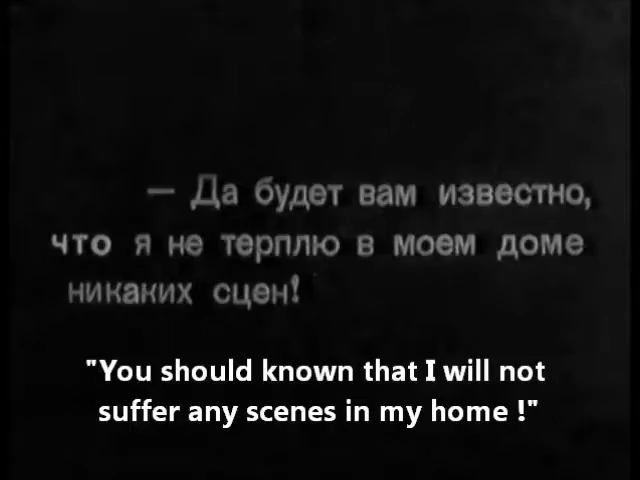 — Да будет вам известно,
что я не терплю в моем доме
никаких сцен!
"You should known that I will not
suffer any scenes in my home !"